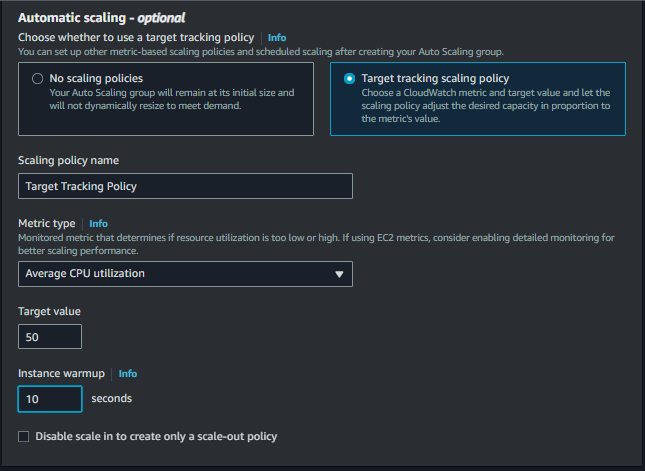 Automatic scaling - optional
Choose whether to use a target tracking policy | Info
You can set up other metric-based scaling policies and scheduled scaling after creating your Auto Scaling group.
No scaling policies
Your Auto Scaling group will remain at its initial size and
will not dynamically resize to meet demand.
Target tracking scaling policy
Choose a CloudWatch metric and target value and let the
scaling policy adjust the desired capacity in proportion to
the metric's value.
Scaling policy name
Target Tracking Policy
Metric type | Info
Monitored metric that determines if resource utilization is too low or high. If using EC2 metrics, consider enabling detailed monitoring for
better scaling performance.
Average CPU utilization
Target value
50
Instance warmup | Info
10 seconds
Disable scale in to create only a scale-out policy